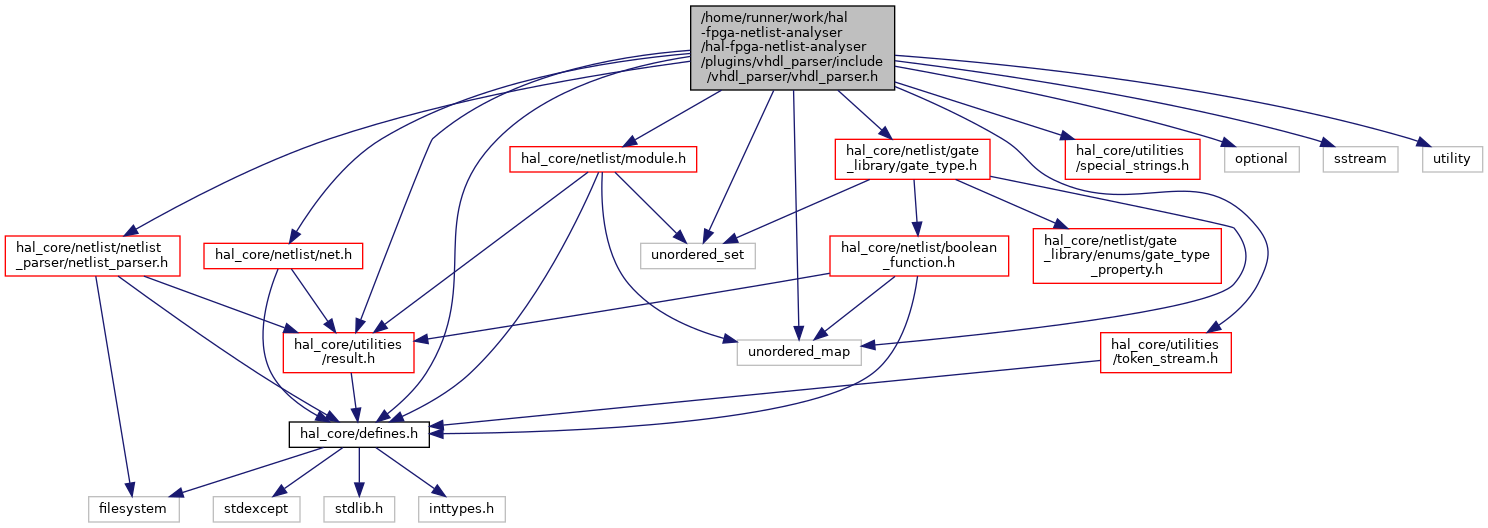 /home/runner/work/hal
-fpga-netlist-analyser
/hal-fpga-netlist-analyser
/plugins/vhdl_parser/include
/vhdl_parser/vhdl_parser.h
hal_core/netlist/module.h
hal_core/netlist/gate
_library/gate_type.h
hal_core/utilities
/special_strings.h
optional
sstream
utility
hal_core/netlist/netlist
_parser/netlist_parser.h
hal_core/netlist/net.h
unordered_set
hal_core/netlist/boolean
_function.h
hal_core/netlist/gate
_library/enums/gate_type
_property.h
hal_core/utilities
/result.h
unordered_map
hal_core/utilities
/token_stream.h
hal_core/defines.h
filesystem
stdexcept
stdlib.h
inttypes.h